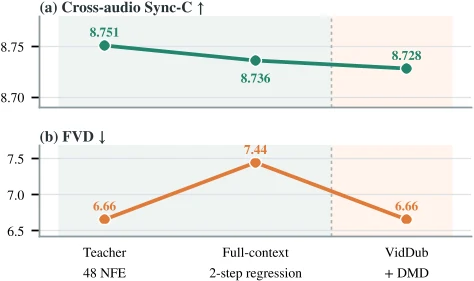 (a) Cross-audio Sync-C ↑
8.751
8.75
8.736
8.728
8.70
(b) FVD ↓
7.44
7.5
7.0
6.66
6.66
6.5
Teacher
Full-context
VidDub
48 NFE
2-step regression
+ DMD